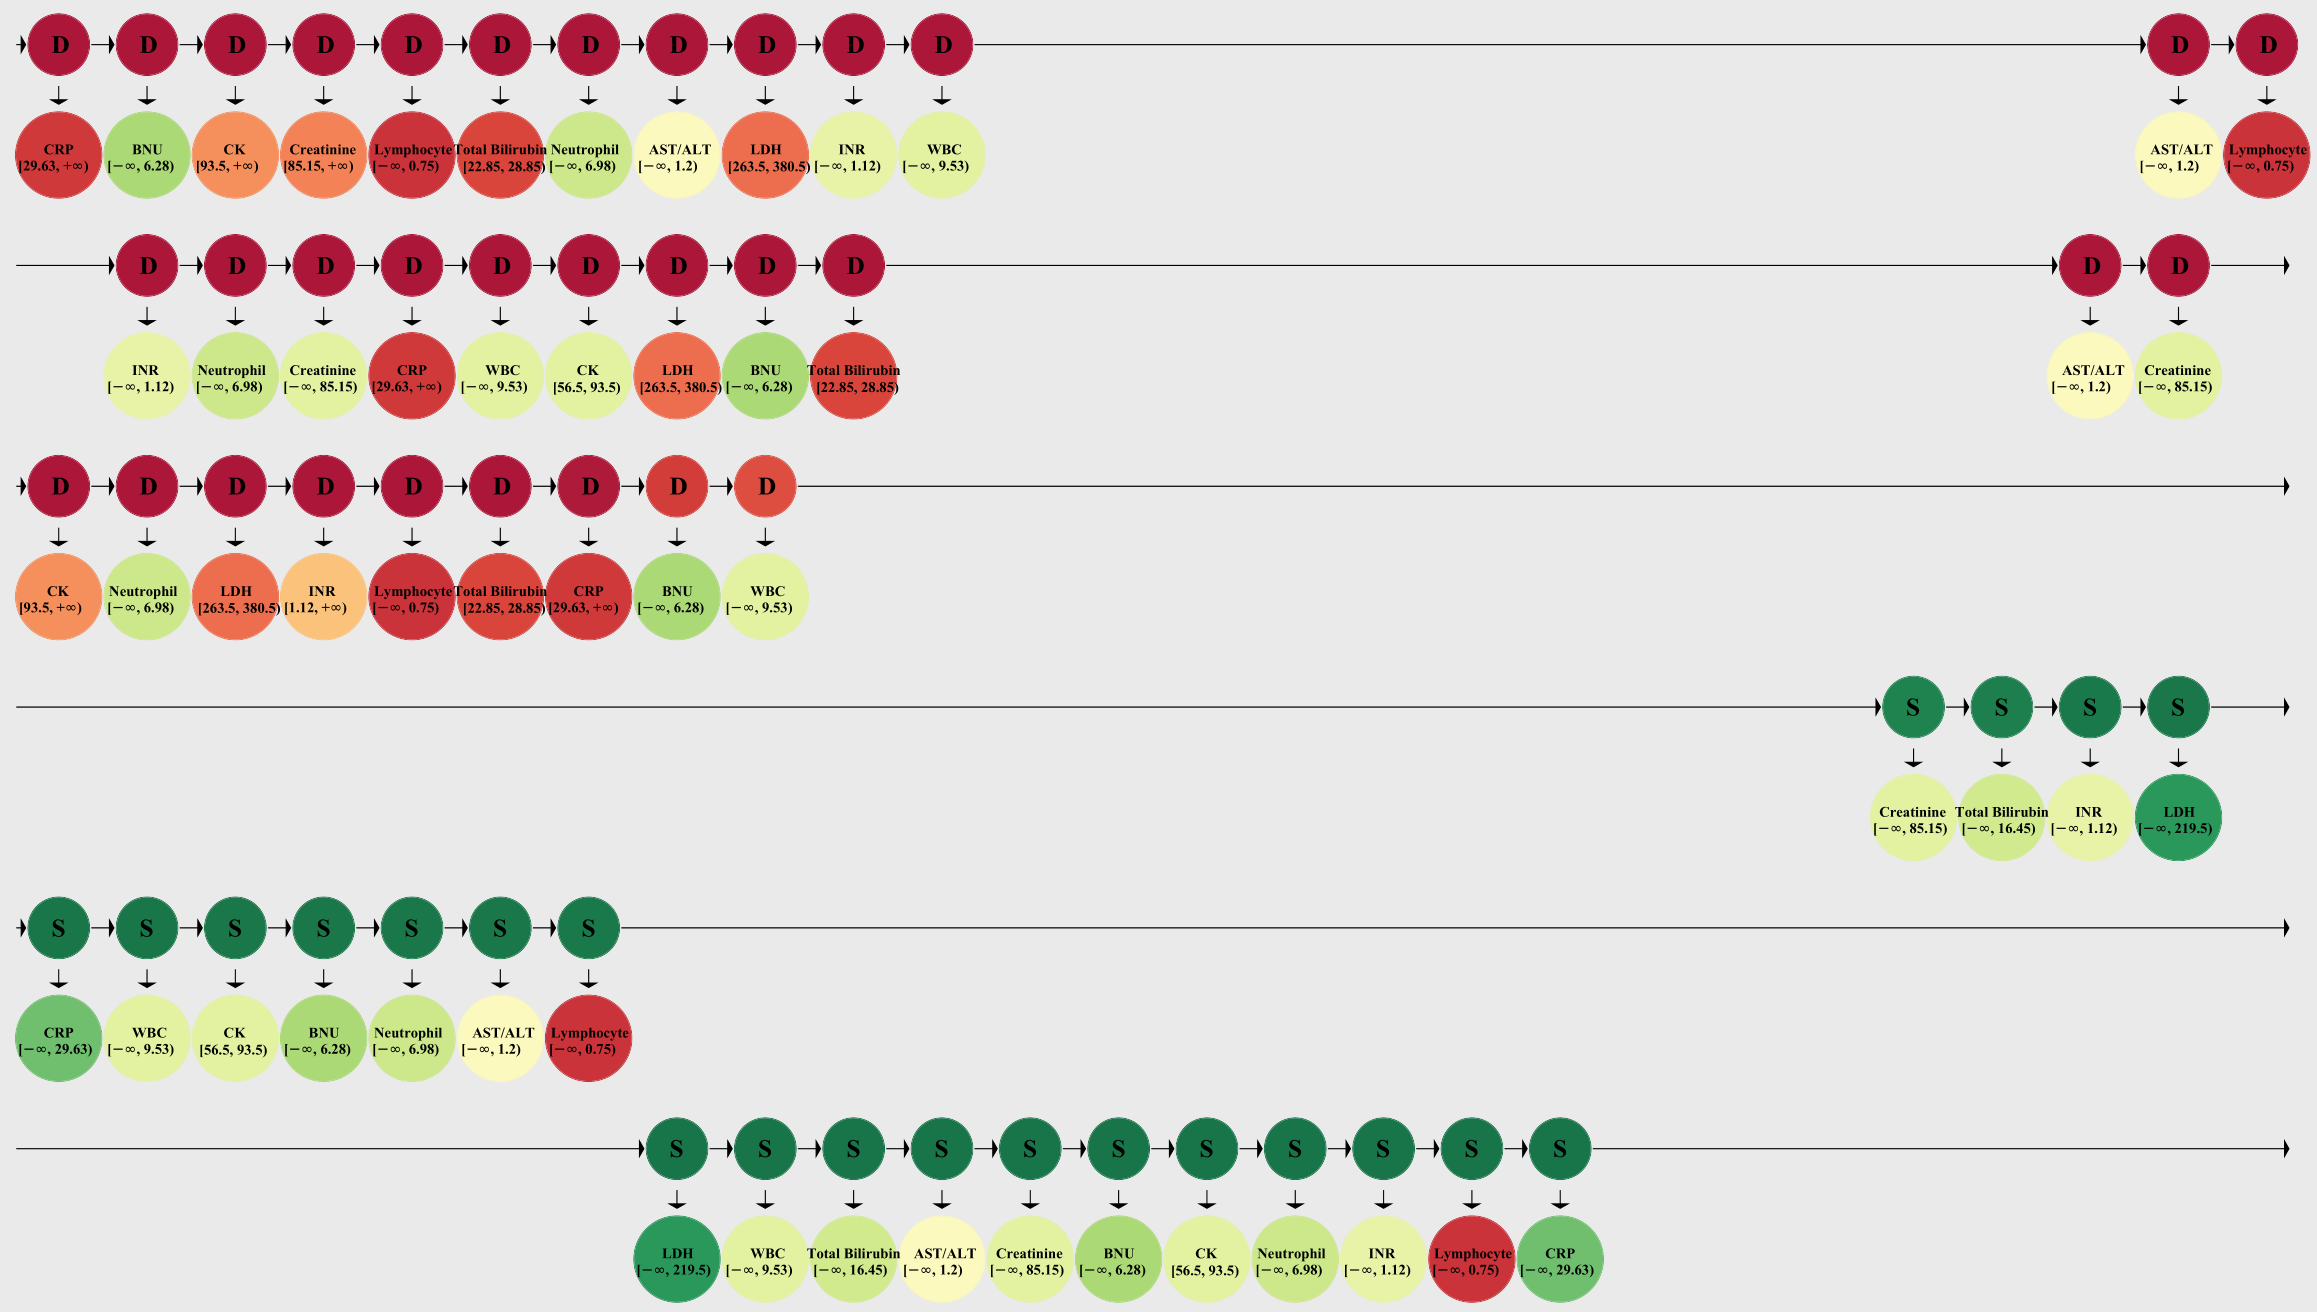 D D D D D D D D D D D D D
CRP BNU CK Creatinine Lymphocyte Total Bilirubin Neutrophil AST/ALT LDH INR WBC AST/ALT Lymphocyte
[29.63, +∞) [−∞, 6.28) [93.5, +∞) [85.15, +∞) [−∞, 0.75) [22.85, 28.85) [−∞, 6.98) [−∞, 1.2) [263.5, 380.5) [−∞, 1.12) [−∞, 9.53) [−∞, 1.2) [−∞, 0.75)
D D D D D D D D D D D
INR Neutrophil Creatinine CRP WBC CK LDH BNU Total Bilirubin AST/ALT Creatinine
[−∞, 1.12) [−∞, 6.98) [−∞, 85.15) [29.63, +∞) [−∞, 9.53) [56.5, 93.5) [263.5, 380.5) [−∞, 6.28) [22.85, 28.85) [−∞, 1.2) [−∞, 85.15)
D D D D D D D D D
CK Neutrophil LDH INR Lymphocyte Total Bilirubin CRP BNU WBC
[93.5, +∞) [−∞, 6.98) [263.5, 380.5) [1.12, +∞) [−∞, 0.75) [22.85, 28.85) [29.63, +∞) [−∞, 6.28) [−∞, 9.53)
S S S S
Creatinine Total Bilirubin INR LDH
[−∞, 85.15) [−∞, 16.45) [−∞, 1.12) [−∞, 219.5)
S S S S S S S
CRP WBC CK BNU Neutrophil AST/ALT Lymphocyte
[−∞, 29.63) [−∞, 9.53) [56.5, 93.5) [−∞, 6.28) [−∞, 6.98) [−∞, 1.2) [−∞, 0.75)
S S S S S S S S S S S
LDH WBC Total Bilirubin AST/ALT Creatinine BNU CK Neutrophil INR Lymphocyte CRP
[−∞, 219.5) [−∞, 9.53) [−∞, 16.45) [−∞, 1.2) [−∞, 85.15) [−∞, 6.28) [56.5, 93.5) [−∞, 6.98) [−∞, 1.12) [−∞, 0.75) [−∞, 29.63)